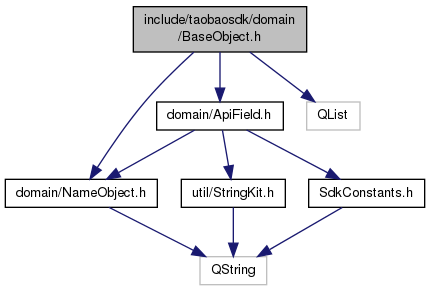 include/taobaosdk/domain
/BaseObject.h
domain/ApiField.h
QList
domain/NameObject.h
util/StringKit.h
SdkConstants.h
QString